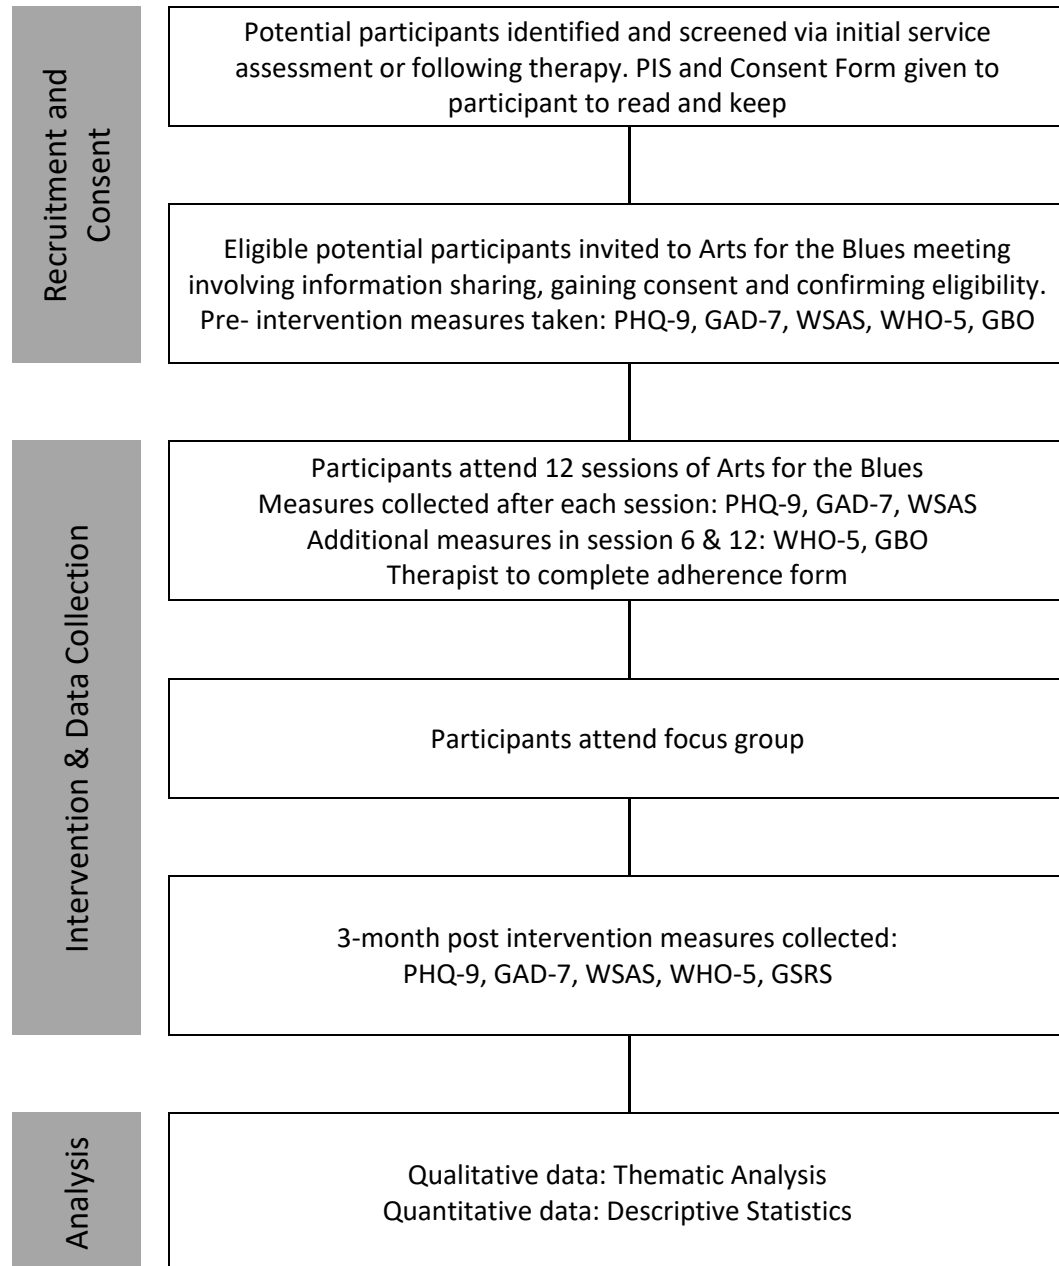 Recruitment and
Consent
Potential participants identified and screened via initial service
assessment or following therapy. PIS and Consent Form given to
participant to read and keep
Eligible potential participants invited to Arts for the Blues meeting
involving information sharing, gaining consent and confirming eligibility.
Pre- intervention measures taken: PHQ-9, GAD-7, WSAS, WHO-5, GBO
Intervention & Data Collection
Participants attend 12 sessions of Arts for the Blues
Measures collected after each session: PHQ-9, GAD-7, WSAS
Additional measures in session 6 & 12: WHO-5, GBO
Therapist to complete adherence form
Participants attend focus group
3-month post intervention measures collected:
PHQ-9, GAD-7, WSAS, WHO-5, GSRS
Analysis
Qualitative data: Thematic Analysis
Quantitative data: Descriptive Statistics